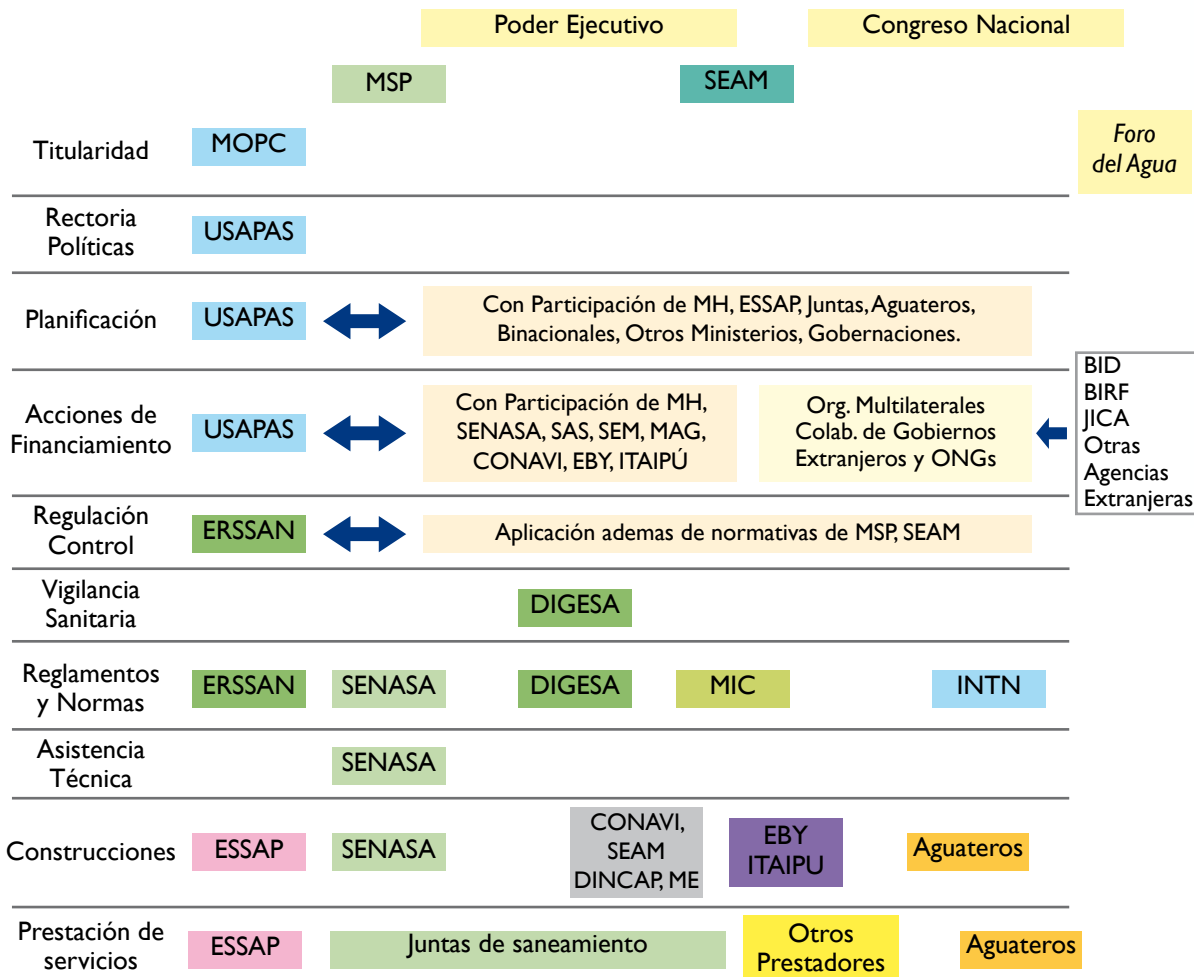 Poder Ejecutivo
Congreso Nacional
MSP
SEAM
Titularidad
MOPC
Foro
del Agua
Rectoria
Políticas
USAPAS
Planificación
USAPAS
Con Participación de MH, ESSAP, Juntas, Aguateros,
Binacionales, Otros Ministerios, Gobernaciones.
Acciones de
Financiamiento
USAPAS
Con Participación de MH,
SENASA, SAS, SEM, MAG,
CONAVI, EBY, ITAIPÚ
Org. Multilaterales
Colab. de Gobiernos
Extranjeros y ONGs
BID
BIRF
JICA
Otras
Agencias
Extranjeras
Regulación
Control
ERSSAN
Aplicación ademas de normativas de MSP, SEAM
Vigilancia
Sanitaria
DIGESA
Reglamentos
y Normas
ERSSAN
SENASA
DIGESA
MIC
INTN
Asistencia
Técnica
SENASA
Construcciones
ESSAP
SENASA
CONAVI,
SEAM
DINCAP, ME
EBY
ITAIPU
Aguateros
Prestación de
servicios
ESSAP
Juntas de saneamiento
Otros
Prestadores
Aguateros